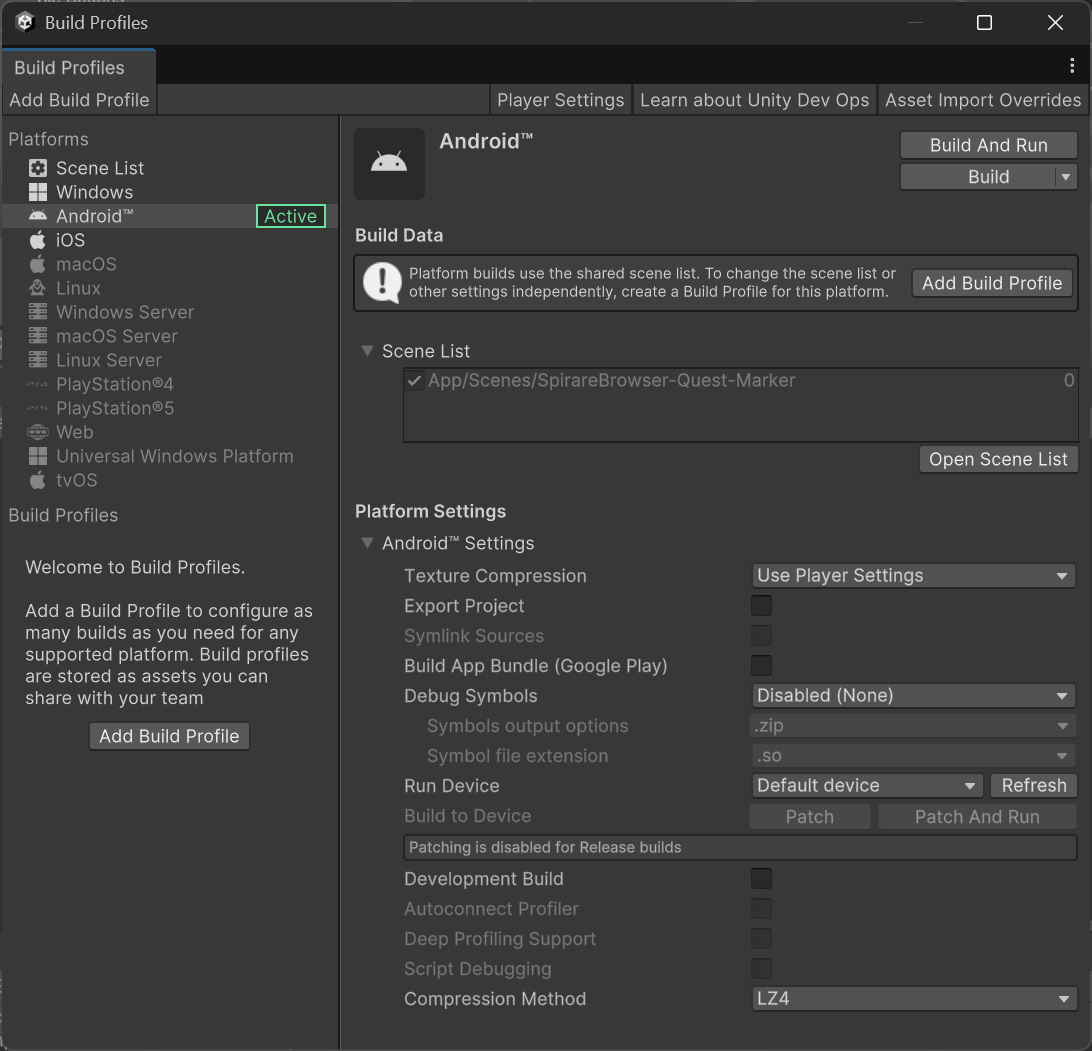 Build Profiles
Build Profiles
Add Build Profile
Player Settings
Learn about Unity Dev Ops
Asset Import Overrides
Platforms
Scene List
Windows
Android™
Active
iOS
macOS
Linux
Windows Server
macOS Server
Linux Server
PlayStation®4
PlayStation®5
Web
Universal Windows Platform
tvOS
Build Profiles
Welcome to Build Profiles.
Add a Build Profile to configure as
many builds as you need for any
supported platform. Build profiles
are stored as assets you can
share with your team
Add Build Profile
Android™
Build And Run
Build
Build Data
Platform builds use the shared scene list. To change the scene list or
other settings independently, create a Build Profile for this platform.
Add Build Profile
Scene List
App/Scenes/SpirareBrowser-Quest-Marker 0
Open Scene List
Platform Settings
Android™ Settings
Texture Compression Use Player Settings
Export Project
Symlink Sources
Build App Bundle (Google Play)
Debug Symbols Disabled (None)
Symbols output options .zip
Symbol file extension .so
Run Device Default device Refresh
Build to Device Patch Patch And Run
Patching is disabled for Release builds
Development Build
Autoconnect Profiler
Deep Profiling Support
Script Debugging
Compression Method LZ4